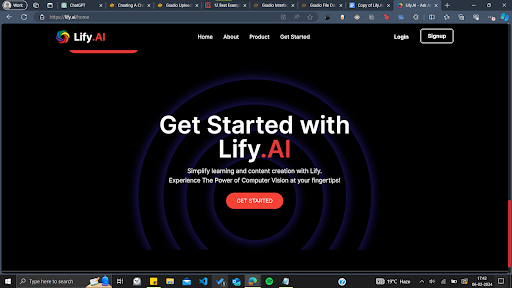 Work
ChatGPT
Creating A Ch
Gradio Uploa
12 Best Exam
Gradio Interfa
Gradio File Do
Copy of Lify.A
Lify.AI - Ask A
https://lify.ai/home
Lify.AI
Home About Product Get Started
Login Signup
Get Started with
Lify.AI
Simplify learning and content creation with Lify.
Experience The Power of Computer Vision at your fingertips!
GET STARTED
Type here to search
19°C Haze
17:42
06-02-2024